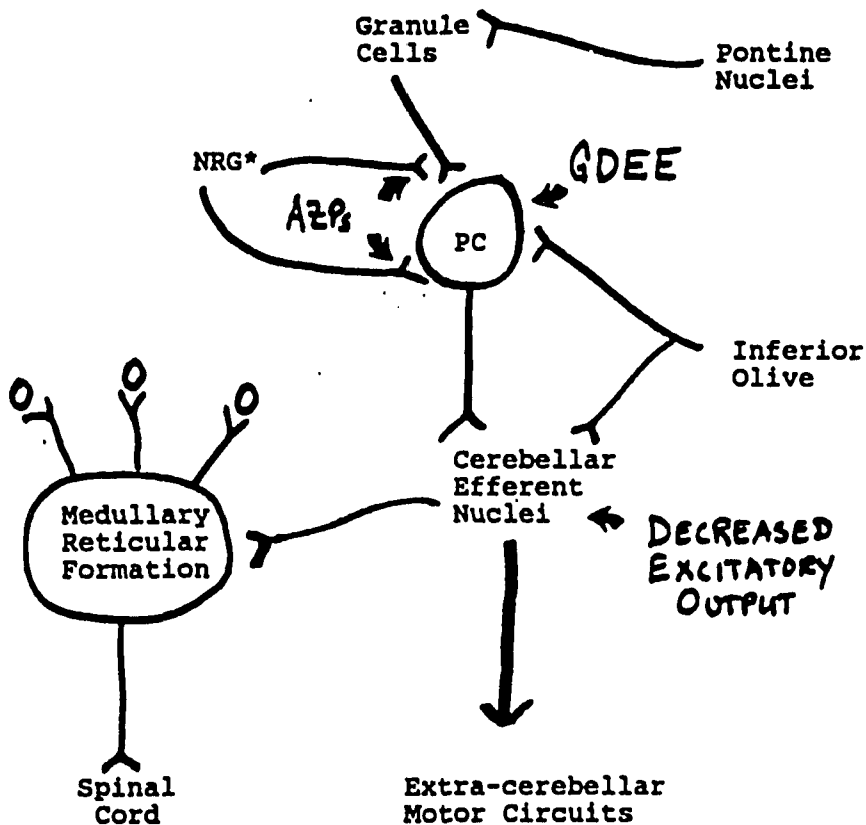 Granule
Cells
Pontine
Nuclei
NRG*
GDEE
AZPs
PC
Inferior
Olive
O
O
O
Cerebellar
Efferent
Nuclei
Medullary
Reticular
Formation
DECREASED
EXCITATORY
OUTPUT
Spinal
Cord
Extra-cerebellar
Motor Circuits